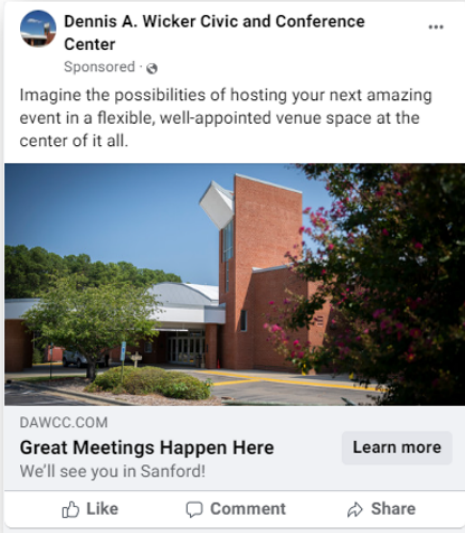 Dennis A. Wicker Civic and Conference
Center
Sponsored ·
Imagine the possibilities of hosting your next amazing
event in a flexible, well-appointed venue space at the
center of it all.
DAWCC.COM
Great Meetings Happen Here
Learn more
We'll see you in Sanford!
Like
Comment
Share